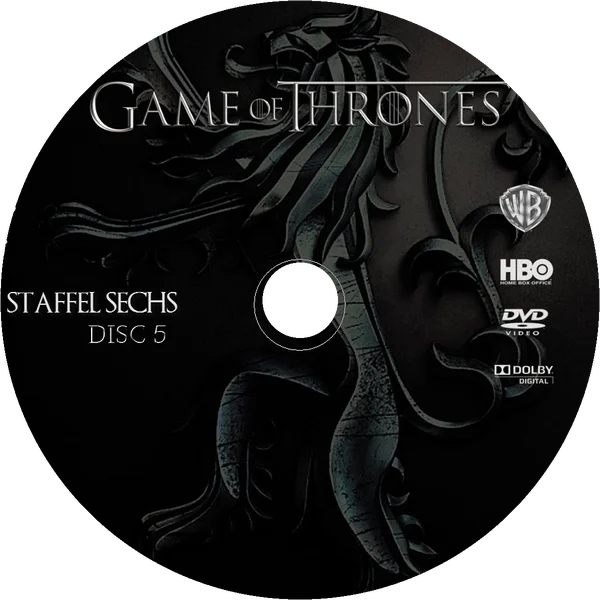 GAME OF THRONES
WB
HBO
HOME BOX OFFICE
STAFFEL SECHS
DISC 5
DVD
VIDEO
DOLBY
DIGITAL